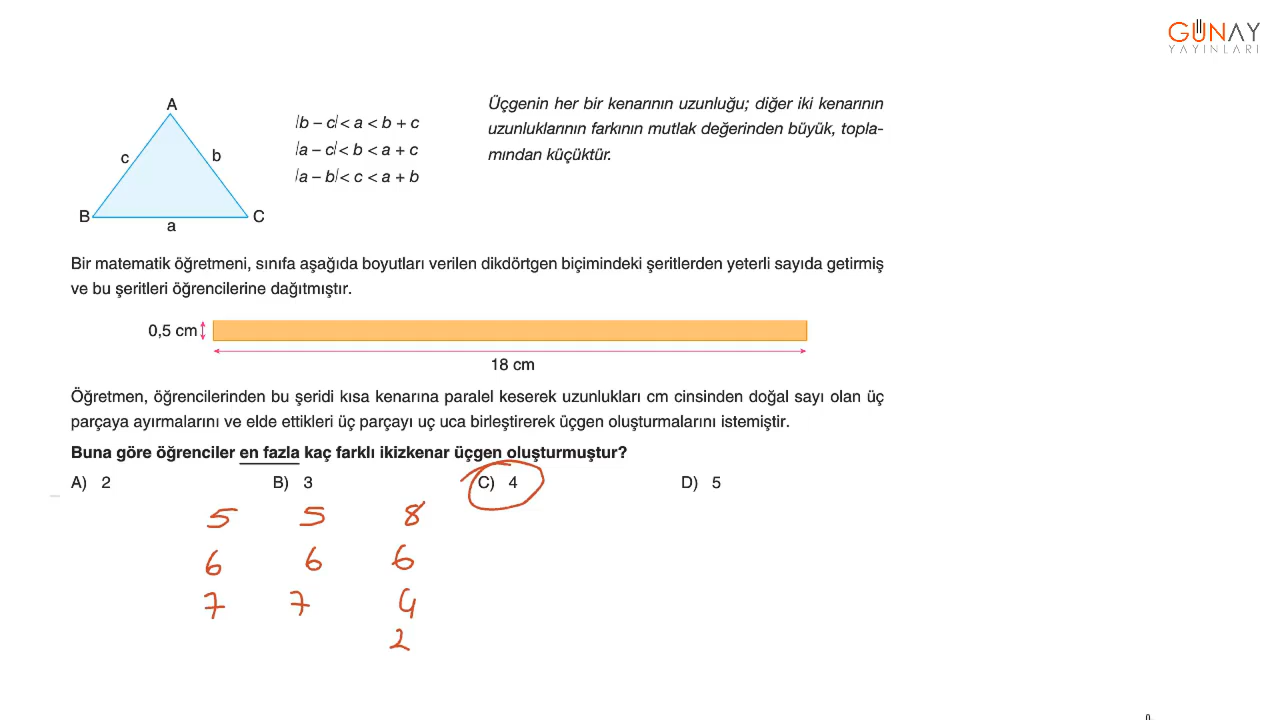 GÜNAY
YAYINLARI
A
c
b
B
C
a
|b – c| < a < b + c
|a – c| < b < a + c
|a – b| < c < a + b
Üçgenin her bir kenarının uzunluğu; diğer iki kenarının
uzunluklarının farkının mutlak değerinden büyük, topla-
mından küçüktür.
Bir matematik öğretmeni, sınıfa aşağıda boyutları verilen dikdörtgen biçimindeki şeritlerden yeterli sayıda getirmiş
ve bu şeritleri öğrencilerine dağıtmıştır.
0,5 cm
18 cm
Öğretmen, öğrencilerinden bu şeridi kısa kenarına paralel keserek uzunlukları cm cinsinden doğal sayı olan üç
parçaya ayırmalarını ve elde ettikleri üç parçayı uç uca birleştirerek üçgen oluşturmalarını istemiştir.
Buna göre öğrenciler en fazla kaç farklı ikizkenar üçgen oluşturmuştur?
A) 2 B) 3 C) 4 D) 5
5 5 8
6 6 6
7 7 4
2